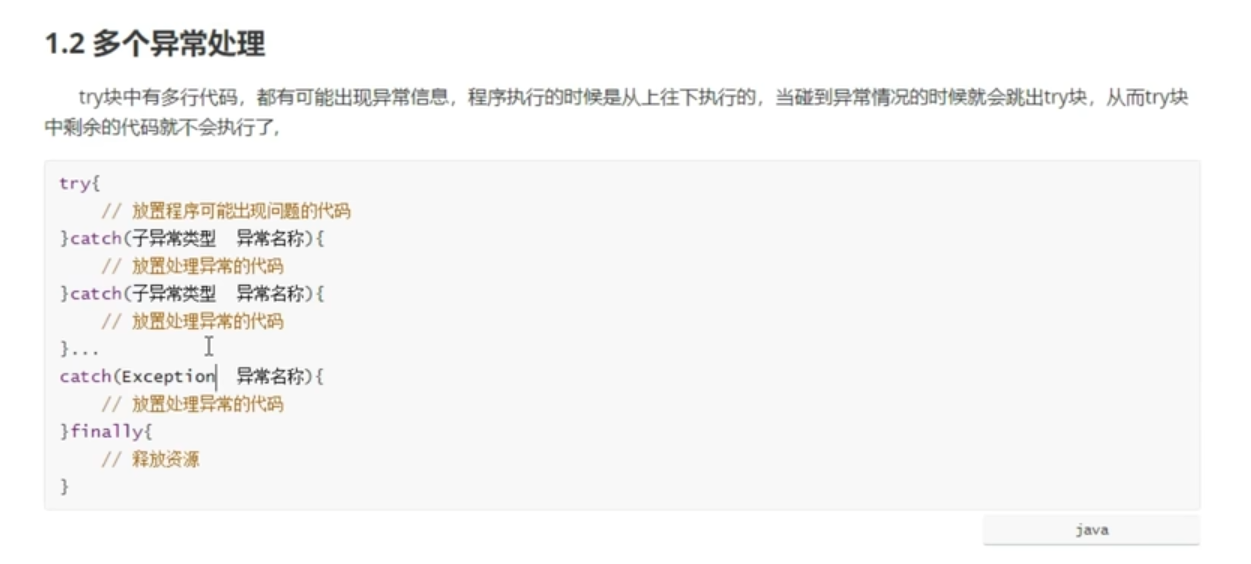 1.2 多个异常处理
try块中有多行代码，都有可能出现异常信息，程序执行的时候是从上往下执行的，当碰到异常情况的时候就会跳出try块，从而try块
中剩余的代码就不会执行了,
try{
// 放置程序可能出现问题的代码
}catch(子异常类型 异常名称){
// 放置处理异常的代码
}catch(子异常类型 异常名称){
// 放置处理异常的代码
}...
catch(Exception 异常名称){
// 放置处理异常的代码
}finally{
// 释放资源
}
java